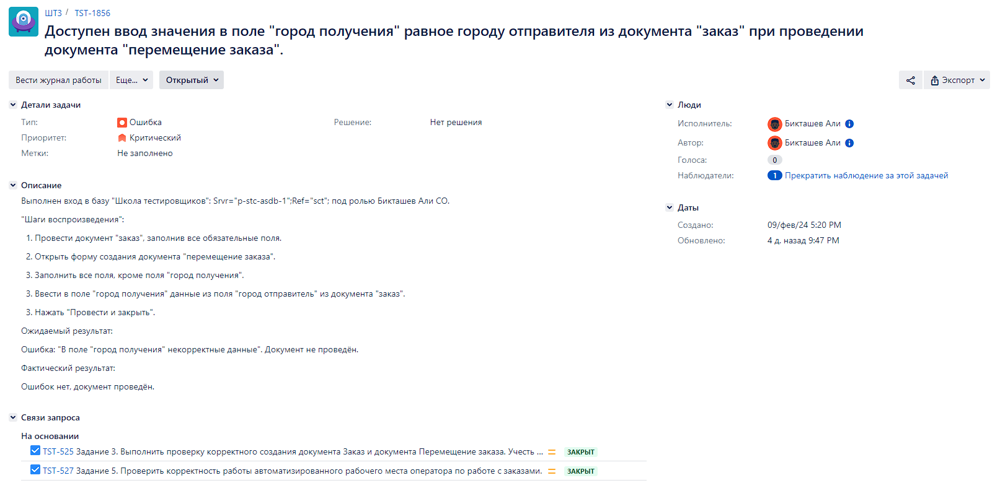 ШТ3 / TST-1856
Доступен ввод значения в поле "город получения" равное городу отправителя из документа "заказ" при проведении
документа "перемещение заказа".
Вести журнал работы Еще... Открытый Экспорт
Детали задачи
Тип: Ошибка Решение: Нет решения
Приоритет: Критический
Метки: Не заполнено
Описание
Выполнен вход в базу "Школа тестировщиков": Srvr="p-stc-asdb-1";Ref="sct"; под ролью Бикташев Али СО.
"Шаги воспроизведения":
1. Провести документ "заказ", заполнив все обязательные поля.
2. Открыть форму создания документа "перемещение заказа".
3. Заполнить все поля, кроме поля "город получения".
3. Ввести в поле "город получения" данные из поля "город отправитель" из документа "заказ".
3. Нажать "Провести и закрыть".
Ожидаемый результат:
Ошибка: "В поле "город получения" некорректные данные". Документ не проведён.
Фактический результат:
Ошибок нет, документ проведён.
Связи запроса
На основании
TST-525 Задание 3. Выполнить проверку корректного создания документа Заказ и документа Перемещение заказа. Учесть ... ЗАКРЫТ
TST-527 Задание 5. Проверить корректность работы автоматизированного рабочего места оператора по работе с заказами. ЗАКРЫТ
Люди
Исполнитель: Бикташев Али
Автор: Бикташев Али
Голоса: 0
Наблюдатели: 1 Прекратить наблюдение за этой задачей
Даты
Создано: 09/фев/24 5:20 PM
Обновлено: 4 д. назад 9:47 PM